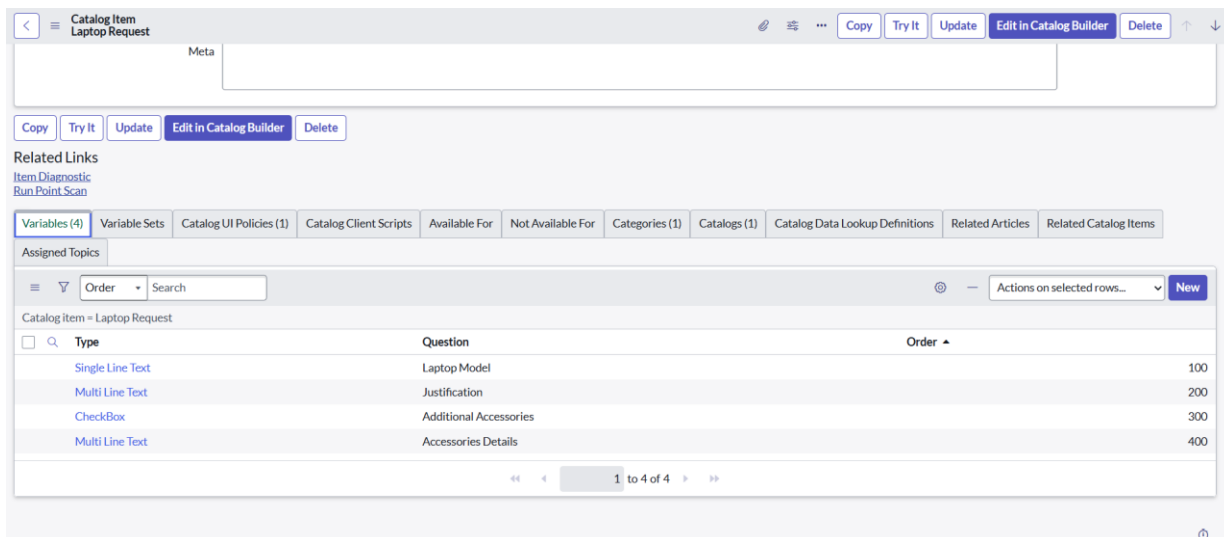 Catalog Item
Laptop Request
... Copy Try It Update Edit in Catalog Builder Delete
Meta
Copy Try It Update Edit in Catalog Builder Delete
Related Links
Item Diagnostic
Run Point Scan
Variables (4) Variable Sets Catalog UI Policies (1) Catalog Client Scripts Available For Not Available For Categories (1) Catalogs (1) Catalog Data Lookup Definitions Related Articles Related Catalog Items
Assigned Topics
Order Search Actions on selected rows... New
Catalog item = Laptop Request
Type Question Order
Single Line Text Laptop Model 100
Multi Line Text Justification 200
CheckBox Additional Accessories 300
Multi Line Text Accessories Details 400
1 to 4 of 4